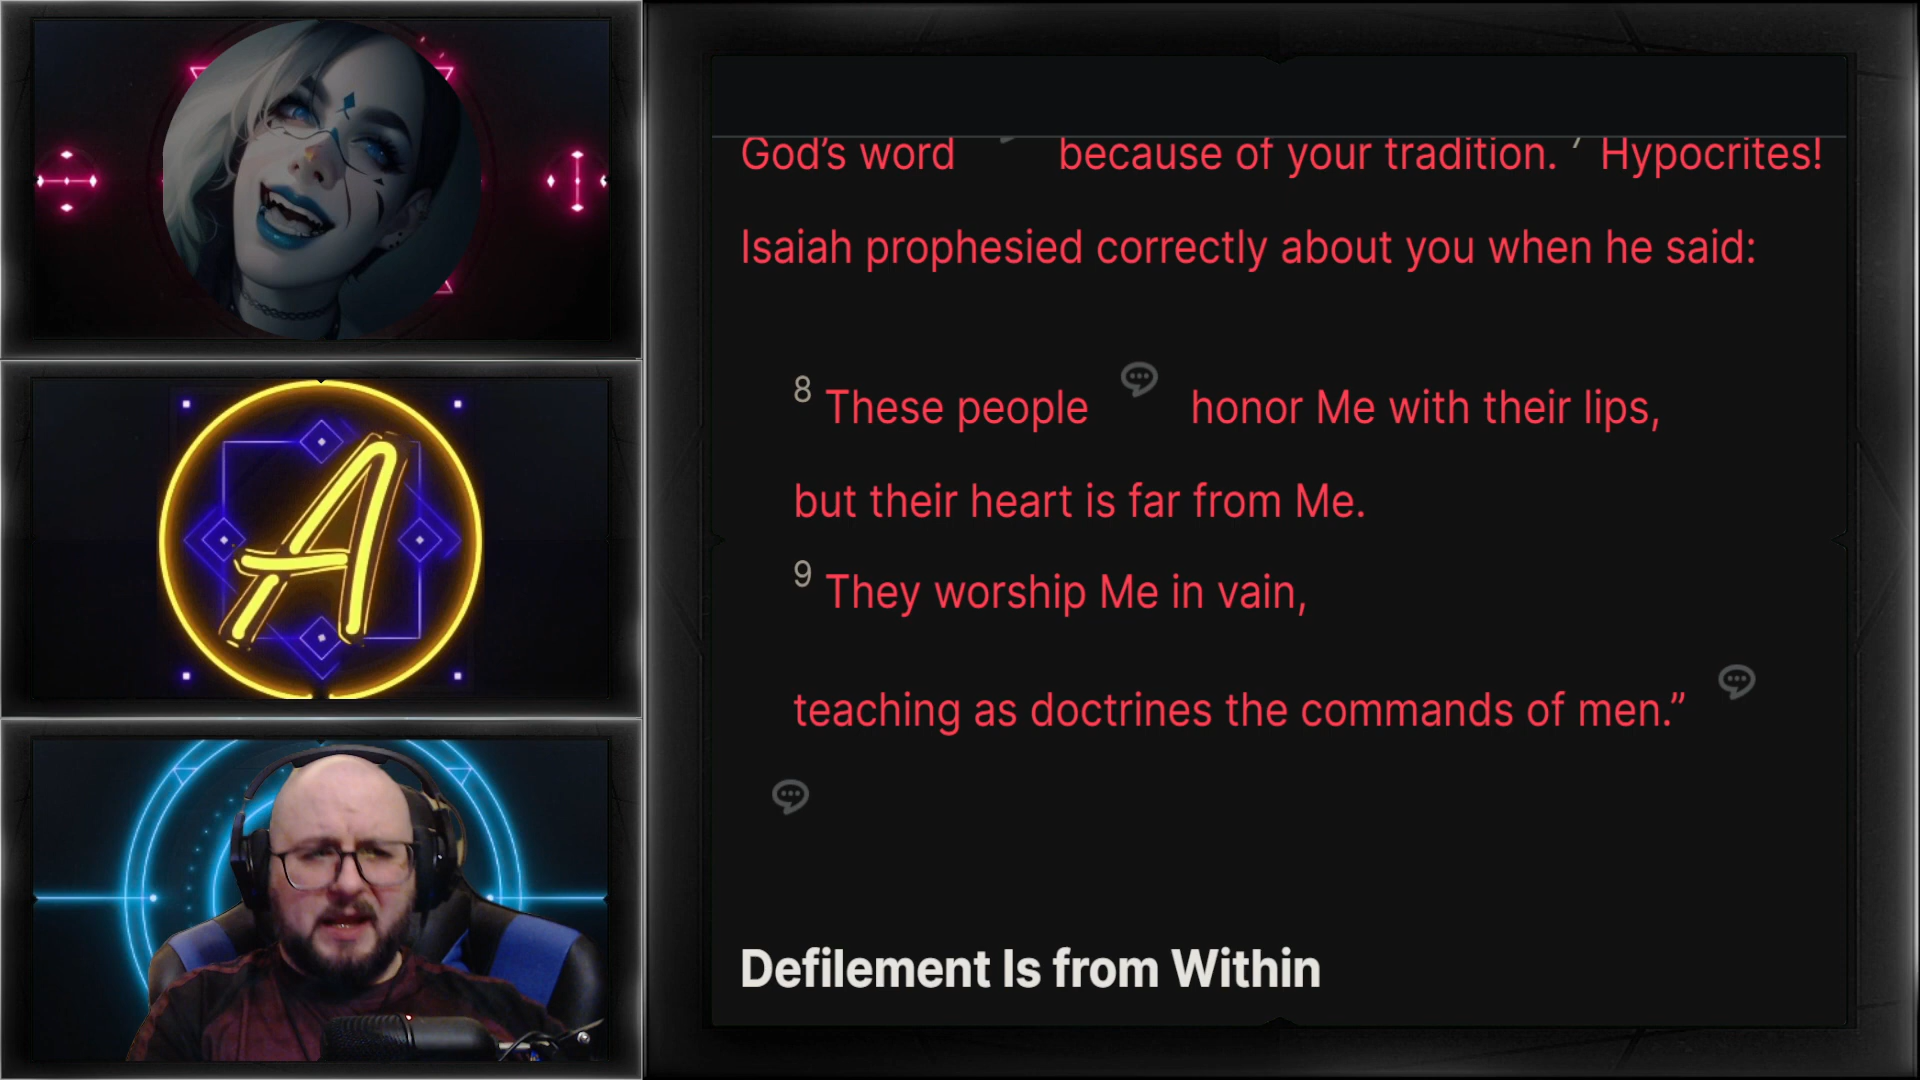 God’s word because of your tradition. 7 Hypocrites!
Isaiah prophesied correctly about you when he said:
8 These people honor Me with their lips,
but their heart is far from Me.
9 They worship Me in vain,
teaching as doctrines the commands of men.”
Defilement Is from Within
A